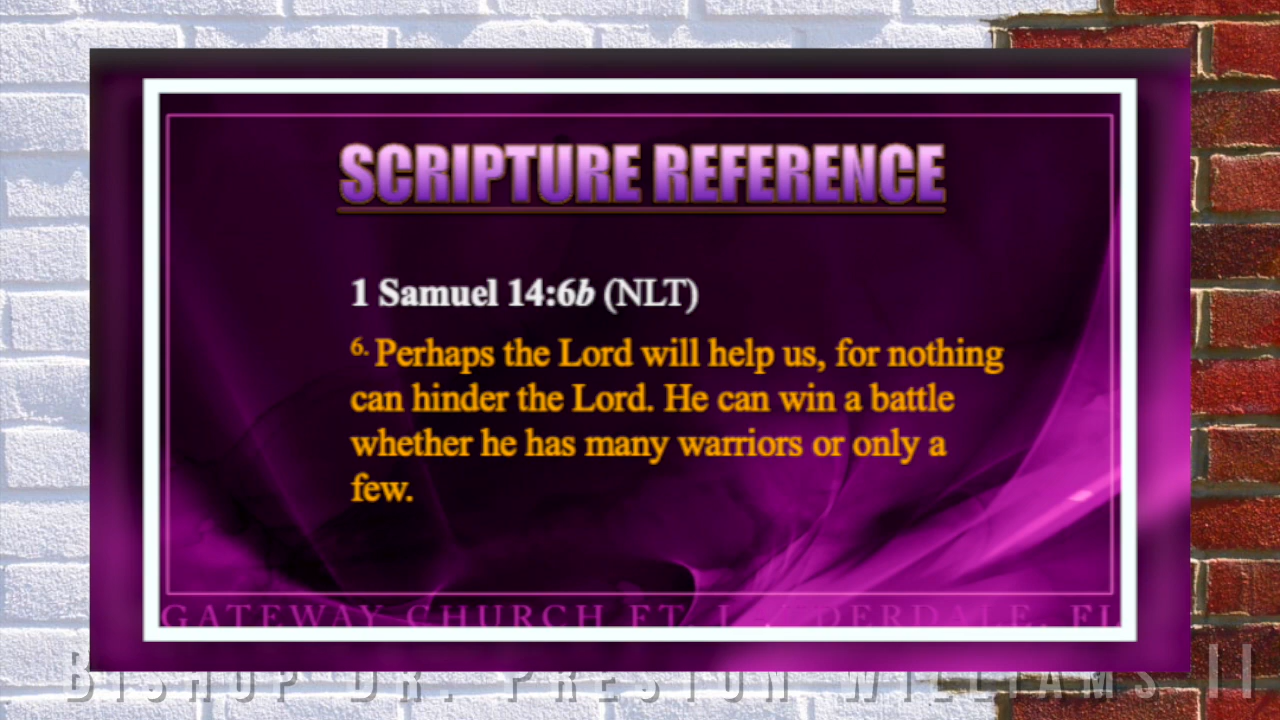 SCRIPTURE REFERENCE
1 Samuel 14:6b (NLT)
6. Perhaps the Lord will help us, for nothing
can hinder the Lord. He can win a battle
whether he has many warriors or only a
few.
GATEWAY CHURCH FT. LAUDERDALE, FL
BISHOP DR. PRESTON WILLIAMS II